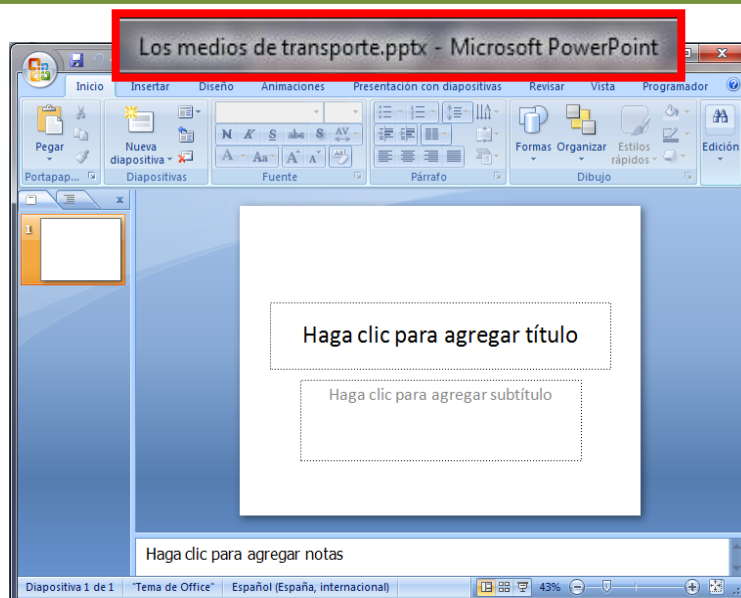 Los medios de transporte.pptx - Microsoft PowerPoint
Inicio Insertar Diseño Animaciones Presentación con diapositivas Revisar Vista Programador
Pegar
Nueva diapositiva
N K S abc S AV
A Aa A A
Formas Organizar Estilos rápidos
Edición
Portapap... Diapositivas Fuente Párrafo Dibujo
1
Haga clic para agregar título
Haga clic para agregar subtítulo
Haga clic para agregar notas
Diapositiva 1 de 1 "Tema de Office" Español (España, internacional) 43%